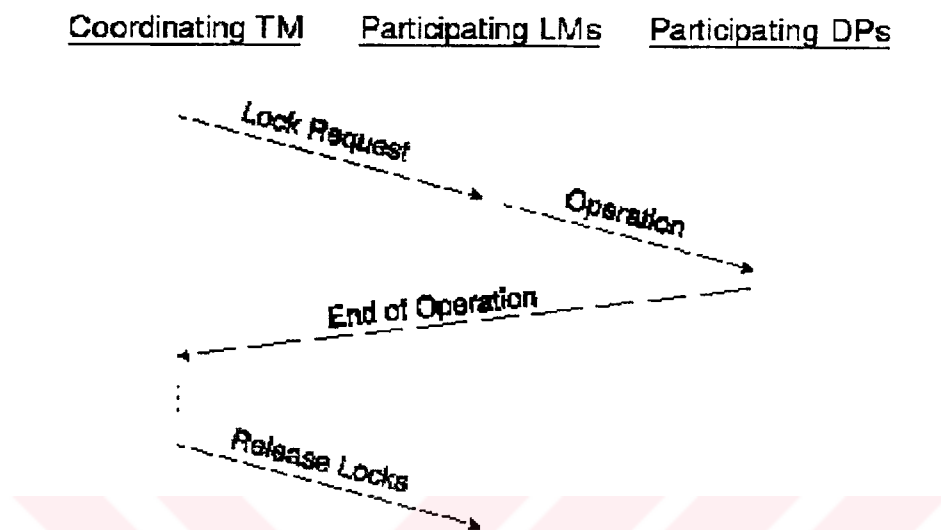 Coordinating TM Participating LMs Participating DPs
Lock Request
Operation
End of Operation
Release Locks